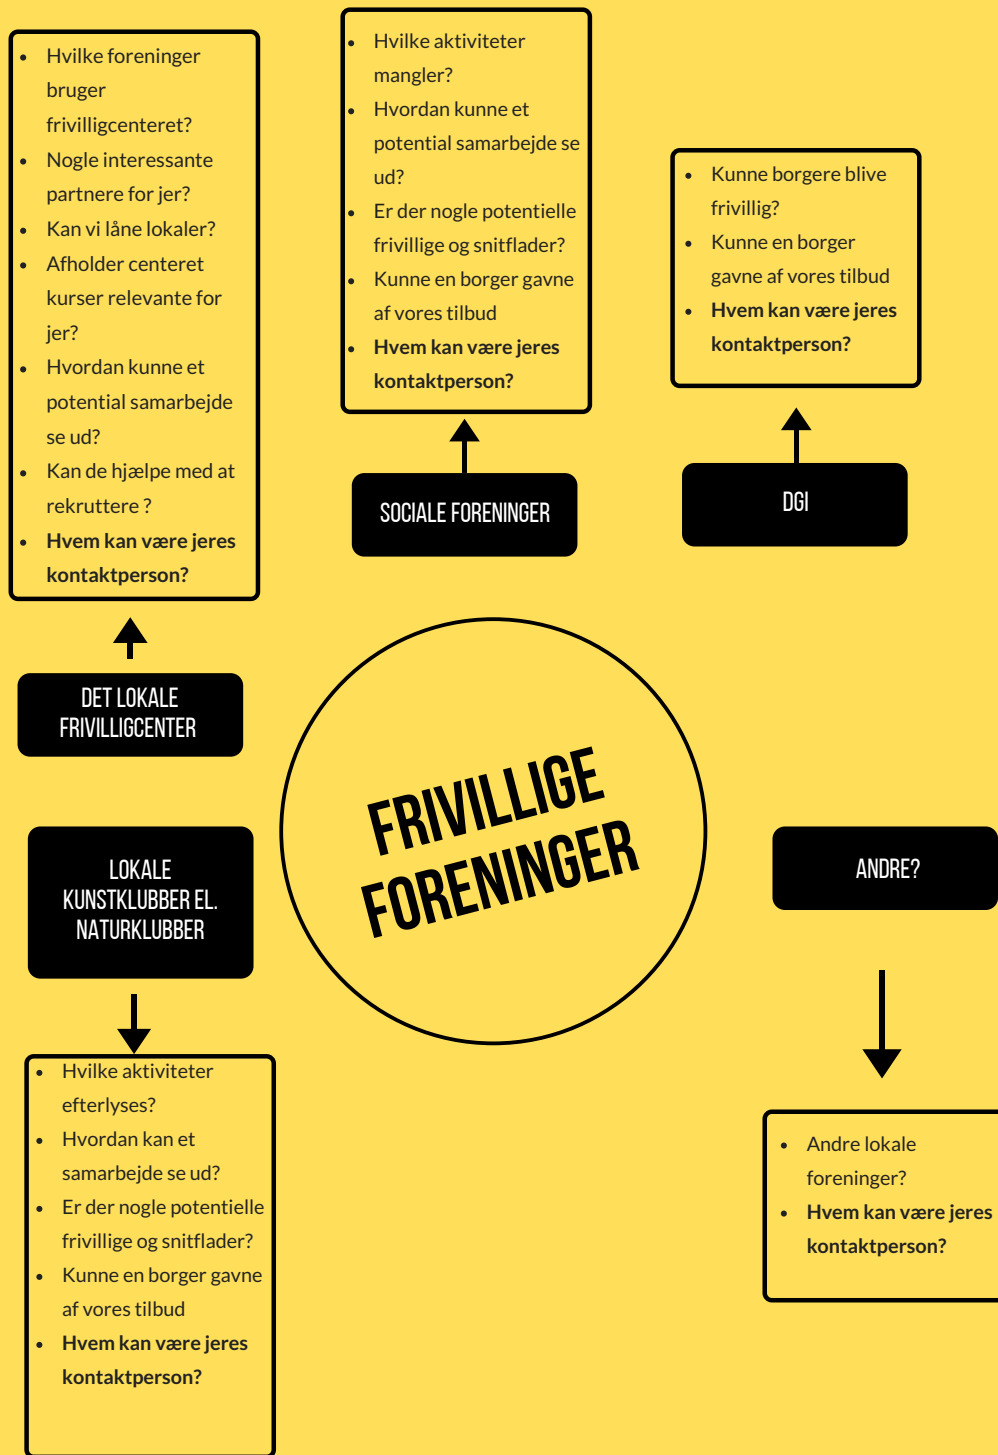 Hvilke foreninger
bruger
frivilligcenteret?
Nogle interessante
partnere for jer?
Kan vi låne lokaler?
Afholder centeret
kurser relevante for
jer?
Hvordan kunne et
potential samarbejde
se ud?
Kan de hjælpe med at
rekruttere ?
Hvem kan være jeres
kontaktperson?
DET LOKALE
FRIVILLIGCENTER
Hvilke aktiviteter
mangler?
Hvordan kunne et
potential samarbejde se
ud?
Er der nogle potentielle
frivillige og snitflader?
Kunne en borger gavne
af vores tilbud
Hvem kan være jeres
kontaktperson?
SOCIALE FORENINGER
Kunne borgere blive
frivillig?
Kunne en borger
gavne af vores tilbud
Hvem kan være jeres
kontaktperson?
DGI
FRIVILLIGE
FORENINGER
LOKALE
KUNSTKLUBBER EL.
NATURKLUBBER
Hvilke aktiviteter
efterlyses?
Hvordan kan et
samarbejde se ud?
Er der nogle potentielle
frivillige og snitflader?
Kunne en borger gavne
af vores tilbud
Hvem kan være jeres
kontaktperson?
ANDRE?
Andre lokale
foreninger?
Hvem kan være jeres
kontaktperson?